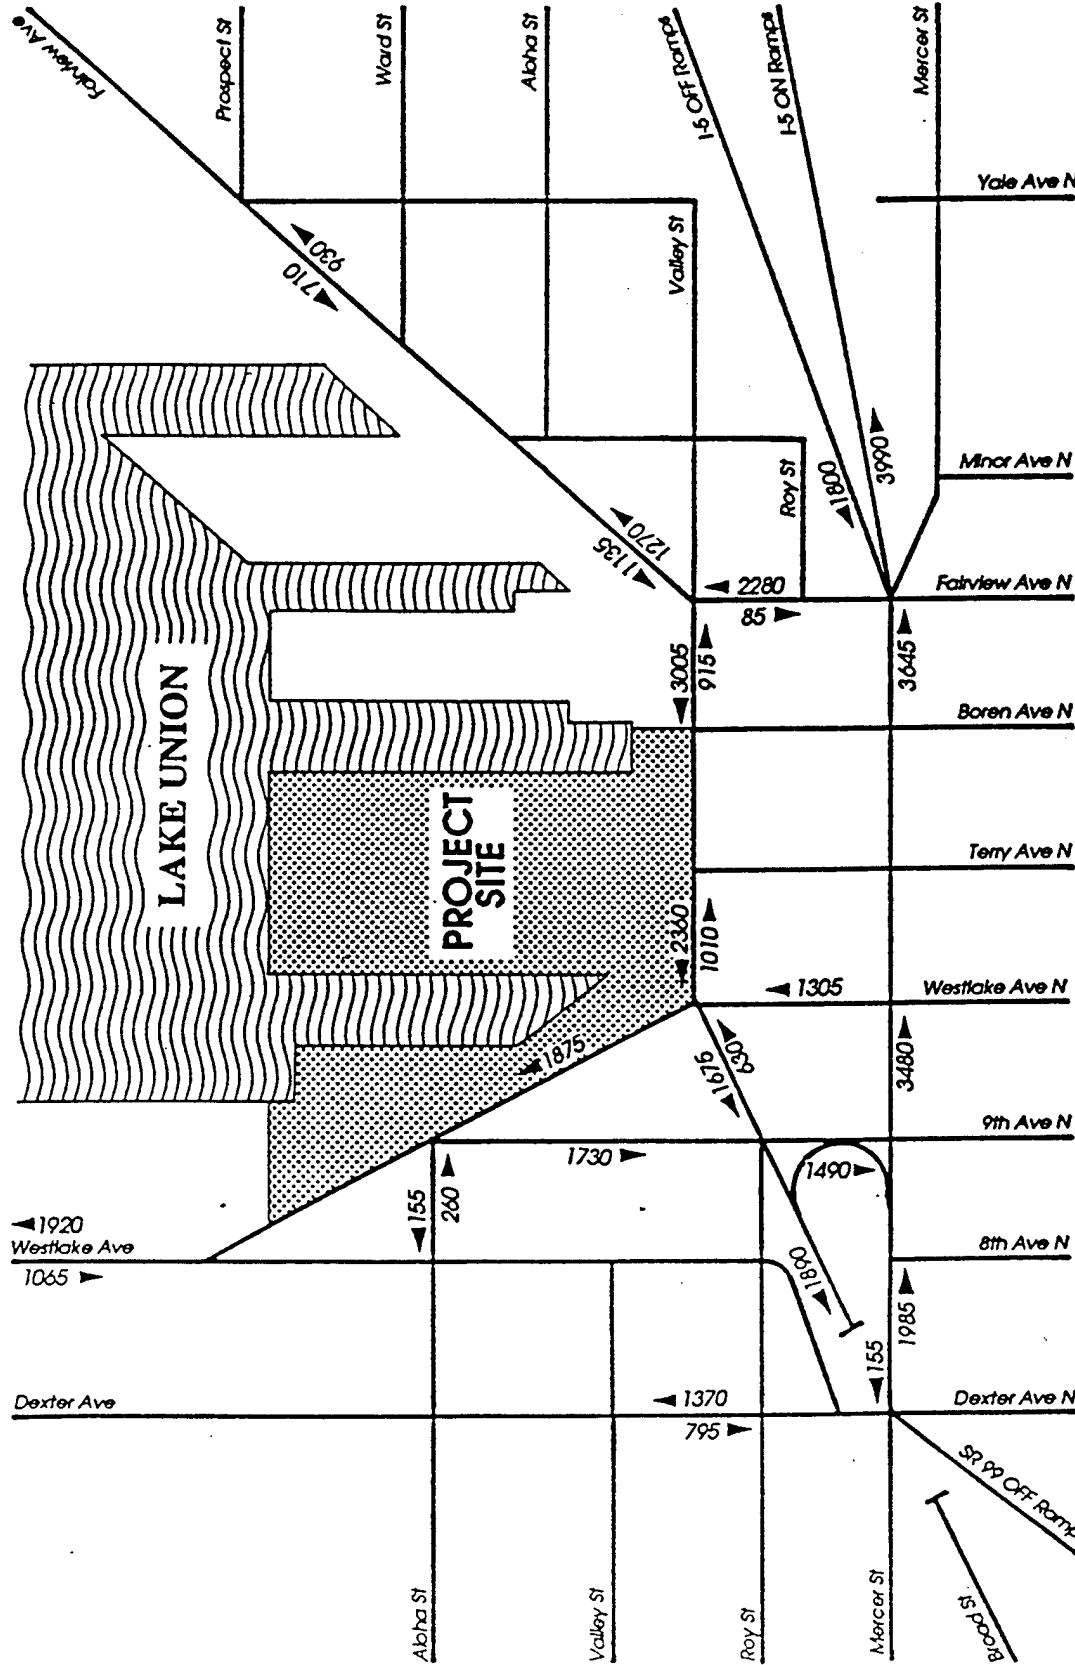 Fairview Ave
Prospect St
Ward St
Aloha St
I-5 OFF Ramps
I-5 ON Ramps
Mercer St
Yale Ave N
930
710
Valley St
Minor Ave N
Roy St
1800
3990
1270
1135
Fairview Ave N
2280
85
3005
915
3645
LAKE UNION
Boren Ave N
PROJECT
SITE
Terry Ave N
2360
1010
Westlake Ave N
1305
1875
1675
630
3480
9th Ave N
1730
1490
155
260
1920
Westlake Ave
1065
8th Ave N
1890
1985
155
Dexter Ave
1370
795
Dexter Ave N
SR 99 OFF Ramp
Aloha St
Valley St
Roy St
Mercer St
Broad St